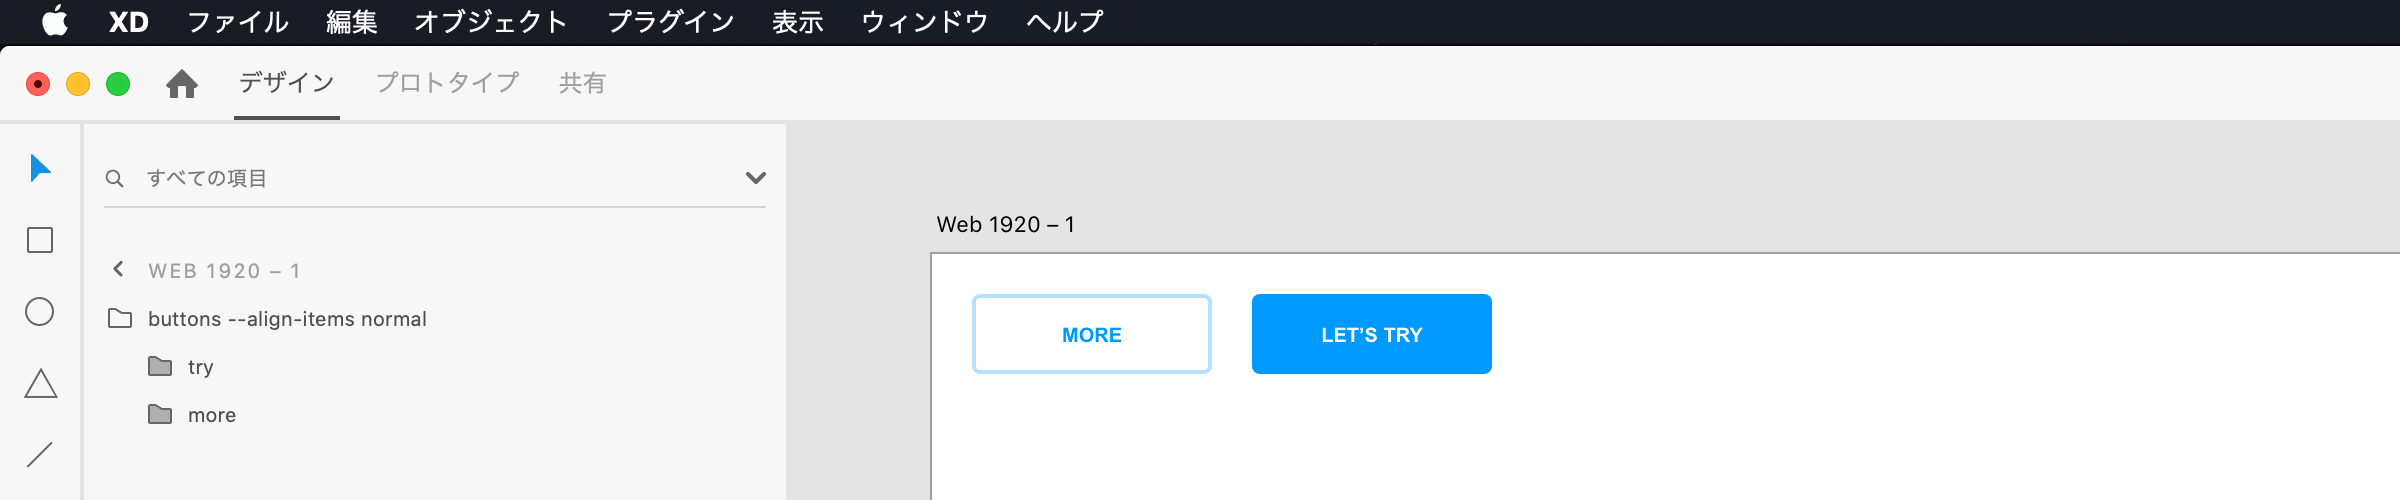 XD ファイル 編集 オブジェクト プラグイン 表示 ウィンドウ ヘルプ
デザイン プロトタイプ 共有
すべての項目
WEB 1920 – 1
buttons --align-items normal
try
more
Web 1920 – 1
MORE
LET’S TRY